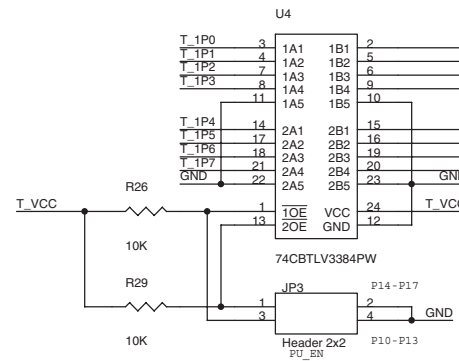 U4
T_1P0 3 1A1 1B1 2
T_1P1 4 1A2 1B2 5
T_1P2 7 1A3 1B3 6
T_1P3 8 1A4 1B4 9
11 1A5 1B5 10
T_1P4 14 2A1 2B1 15
T_1P5 17 2A2 2B2 16
T_1P6 18 2A3 2B3 19
T_1P7 21 2A4 2B4 20
GND 22 2A5 2B5 23 GN
T_VCC R26 1 1OE VCC 24 T_VC
13 2OE GND 12
10K
74CBTLV3384PW
R29 JP3 P14-P17
1 2
3 4 GND
10K Header 2x2 P10-P13
PU_EN